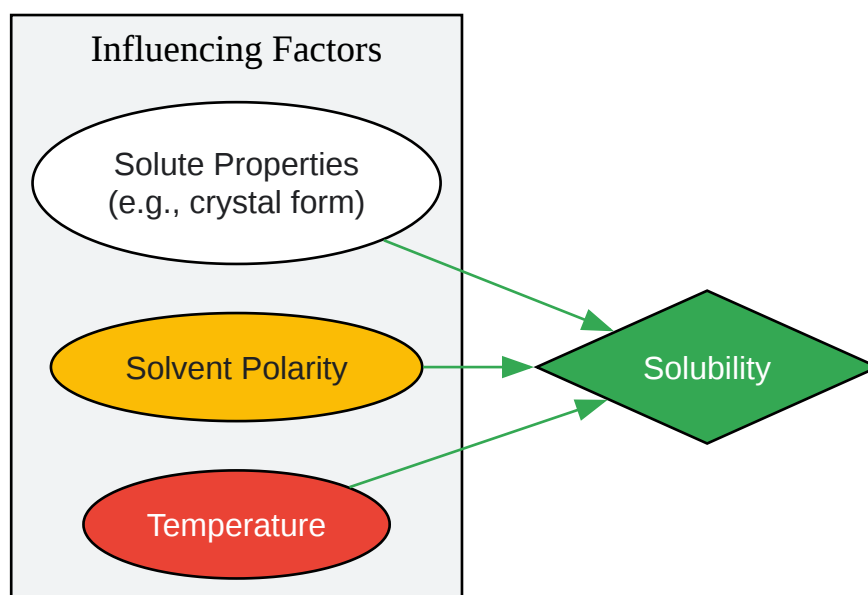 Influencing Factors
Solute Properties
(e.g., crystal form)
Solvent Polarity
Solubility
Temperature